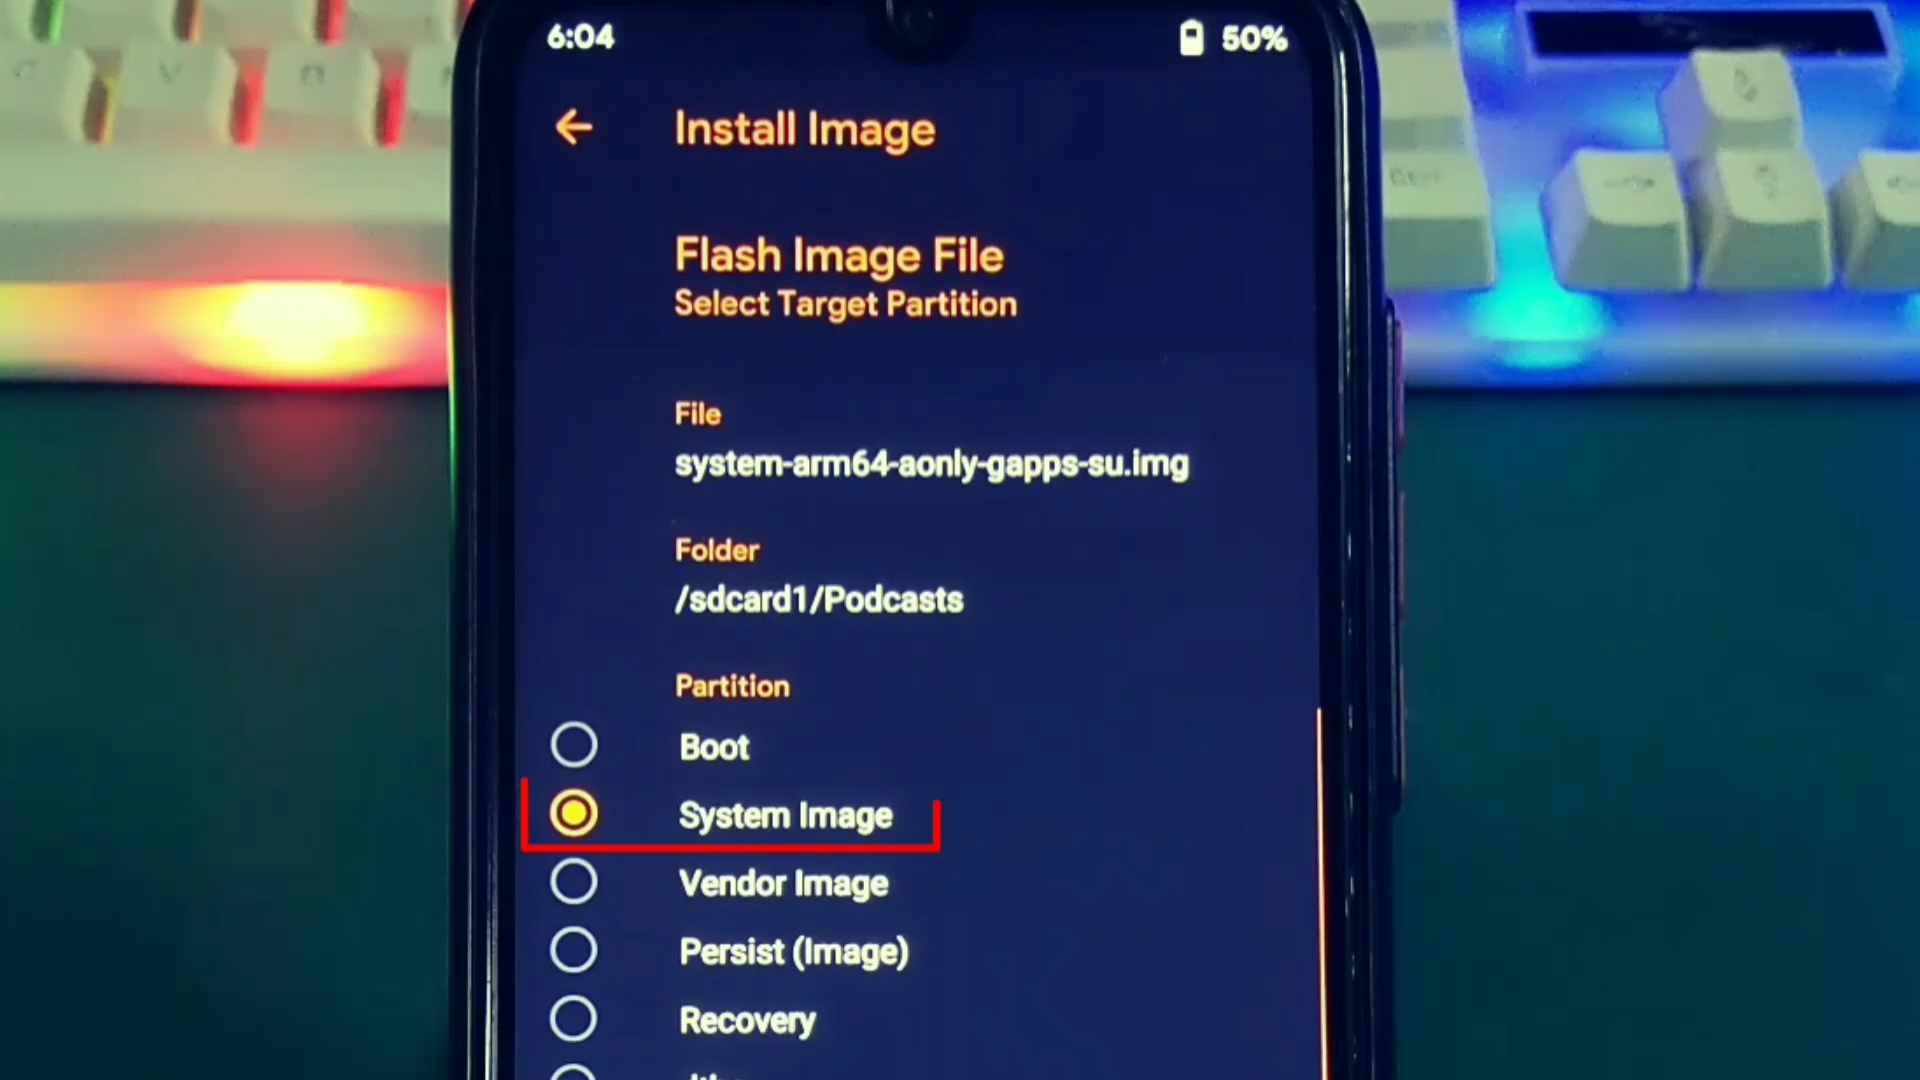 6:04
50%
Install Image
Flash Image File
Select Target Partition
File
system-arm64-aonly-gapps-su.img
Folder
/sdcard1/Podcasts
Partition
Boot
System Image
Vendor Image
Persist (Image)
Recovery